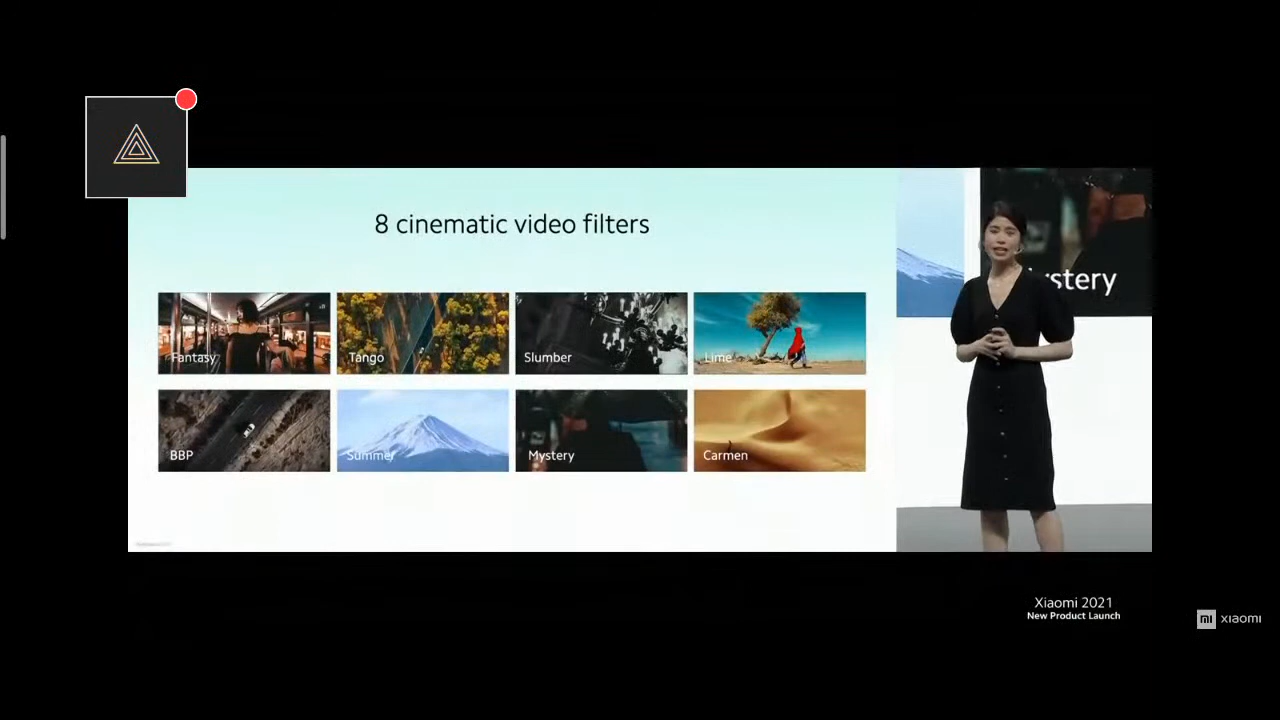 8 cinematic video filters
Fantasy
Tango
Slumber
Lime
BBP
Summer
Mystery
Carmen
ystery
Xiaomi 2021
New Product Launch
mi xiaomi